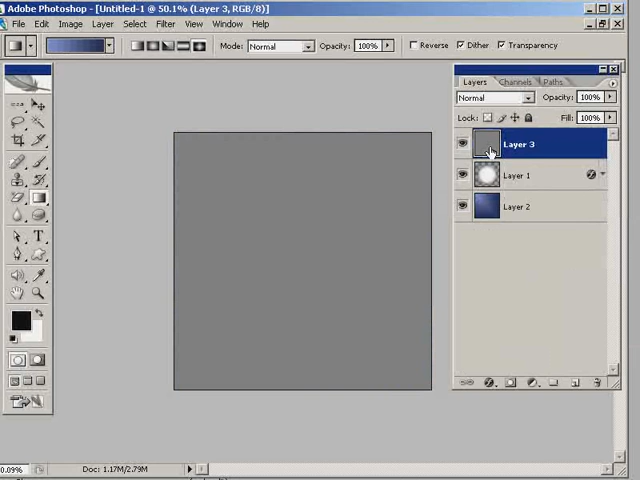 Adobe Photoshop - [Untitled-1 @ 50.1% (Layer 3, RGB/8)]
File Edit Image Layer Select Filter View Window Help
Mode: Normal Opacity: 100% Reverse Dither Transparency
Layers Channels Paths
Normal Opacity: 100%
Lock: Fill: 100%
Layer 3
Layer 1
Layer 2
T
0.09% Doc: 1.17M/2.79M